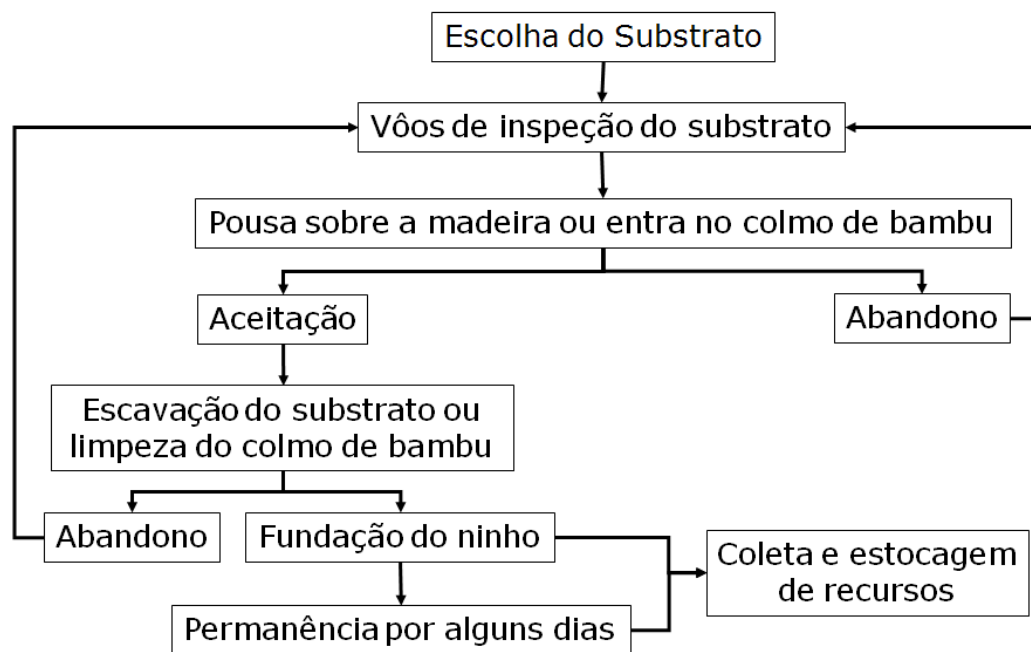 Escolha do Substrato
Vôos de inspeção do substrato
Pousa sobre a madeira ou entra no colmo de bambu
Aceitação
Abandono
Escavação do substrato ou
limpeza do colmo de bambu
Abandono
Fundação do ninho
Coleta e estocagem
de recursos
Permanência por alguns dias